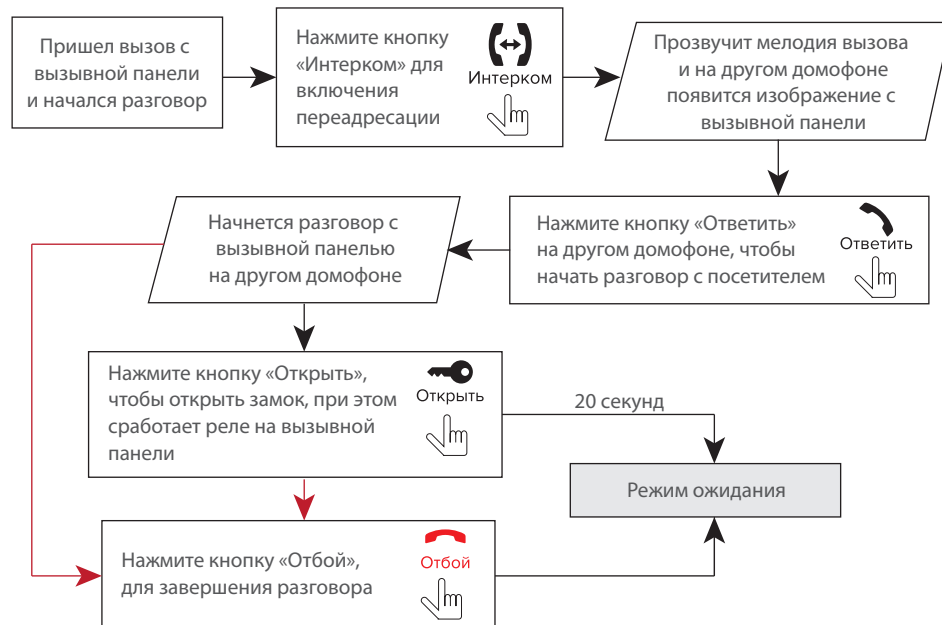 Пришел вызов с
вызывной панели
и начался разговор
Нажмите кнопку
«Интерком» для
включения
переадресации
Интерком
Прозвучит мелодия вызова
и на другом домофоне
появится изображение с
вызывной панели
Нажмите кнопку «Ответить»
на другом домофоне, чтобы
начать разговор с посетителем
Ответить
Начнется разговор с
вызывной панелью
на другом домофоне
Нажмите кнопку «Открыть»,
чтобы открыть замок, при этом
сработает реле на вызывной
панели
Открыть
20 секунд
Режим ожидания
Нажмите кнопку «Отбой»,
для завершения разговора
Отбой